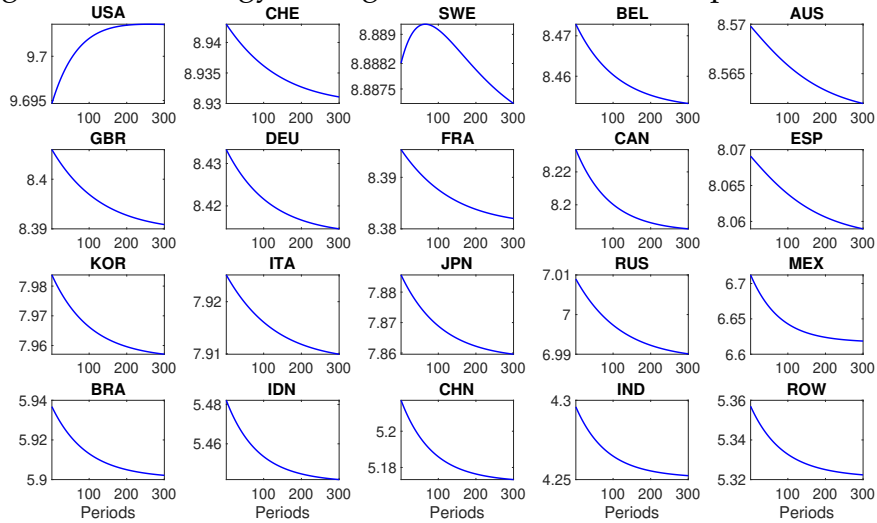 USA CHE SWE BEL AUS
9.7 8.943 8.889 8.47 8.57
8.935 8.8882 8.46 8.565
9.695 8.93 8.8875
100 200 300 100 200 300 100 200 300 100 200 300 100 200 300
GBR DEU FRA CAN ESP
8.4 8.43 8.39 8.22 8.07
8.42 8.2 8.065
8.39 8.38 8.06
100 200 300 100 200 300 100 200 300 100 200 300 100 200 300
KOR ITA JPN RUS MEX
7.98 7.92 7.88 7.01 6.7
7.97 7.87 7 6.65
7.96 7.91 7.86 6.99 6.6
100 200 300 100 200 300 100 200 300 100 200 300 100 200 300
BRA IDN CHN IND ROW
5.94 5.48 5.2 4.3 5.36
5.92 5.46 5.18 5.34
5.9 4.25 5.32
100 200 300 100 200 300 100 200 300 100 200 300 100 200 300
Periods Periods Periods Periods Periods